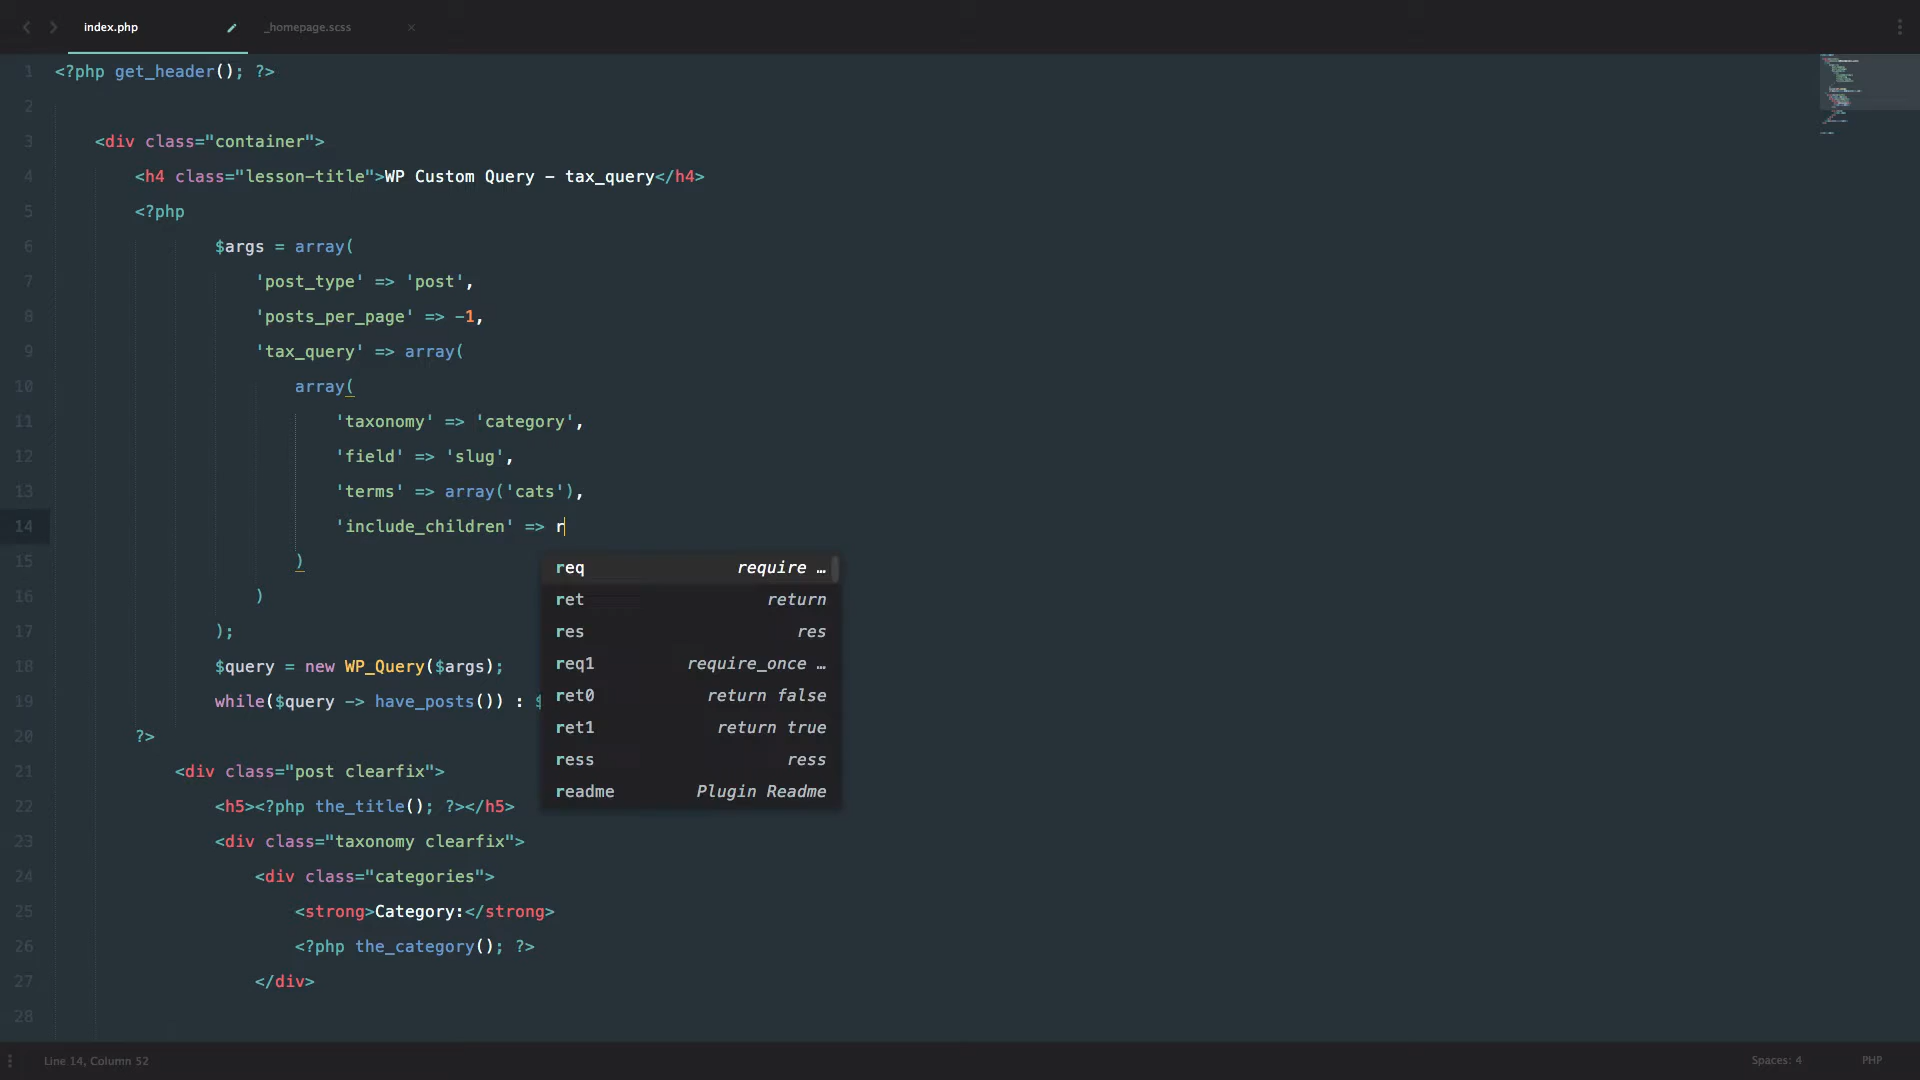 index.php
_homepage.scss
1 <?php get_header(); ?>
2
3 <div class="container">
4 <h4 class="lesson-title">WP Custom Query - tax_query</h4>
5 <?php
6 $args = array(
7 'post_type' => 'post',
8 'posts_per_page' => -1,
9 'tax_query' => array(
10 array(
11 'taxonomy' => 'category',
12 'field' => 'slug',
13 'terms' => array('cats'),
14 'include_children' => r
15 )
16 )
17 );
18 $query = new WP_Query($args);
19 while($query -> have_posts()) : $
20 ?>
21 <div class="post clearfix">
22 <h5><?php the_title(); ?></h5>
23 <div class="taxonomy clearfix">
24 <div class="categories">
25 <strong>Category:</strong>
26 <?php the_category(); ?>
27 </div>
28
req require …
ret return
res res
req1 require_once …
ret0 return false
ret1 return true
ress ress
readme Plugin Readme
Line 14, Column 52
Spaces: 4
PHP